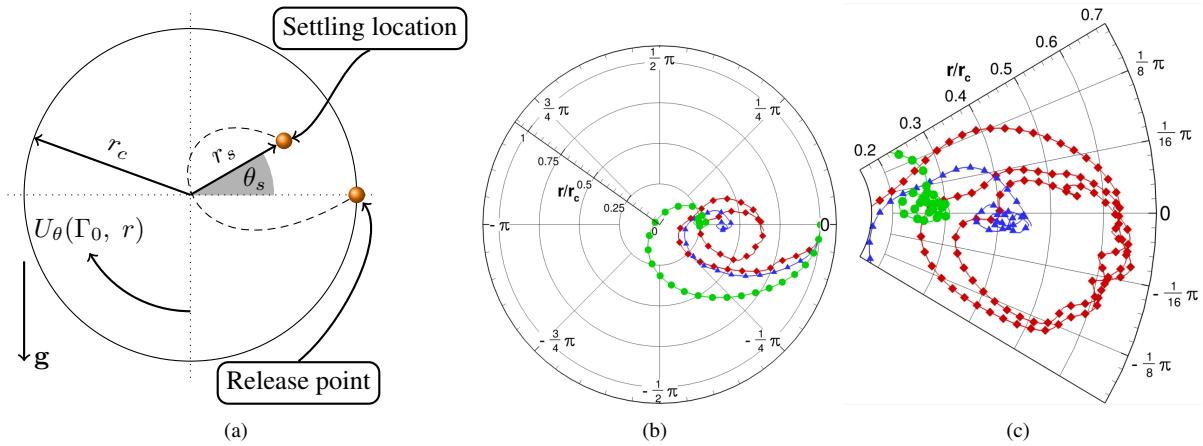 Settling location
r_c
r_s
θ_s
U_θ(Γ_0, r)
g
Release point
(a)
1/2 π
3/4 π
1/4 π
1
0.75
r/r_c
0.5
0.25
- π
0
0
- 3/4 π
- 1/4 π
- 1/2 π
(b)
0.7
0.6
r/r_c
0.5
0.4
0.3
0.2
1/8 π
1/16 π
0
- 1/16 π
- 1/8 π
(c)